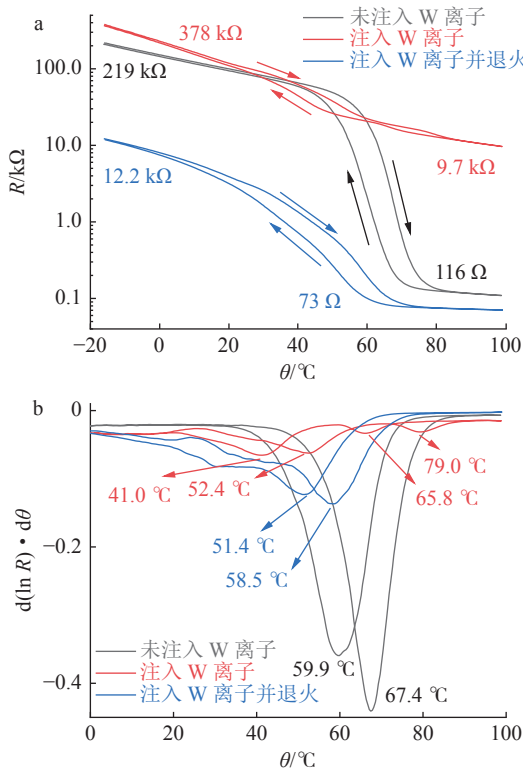 a
378 kΩ
未注入 W 离子
注入 W 离子
注入 W 离子并退火
219 kΩ
12.2 kΩ
9.7 kΩ
116 Ω
73 Ω
R/kΩ
100.0
10.0
1.0
0.1
−20 0 20 40 60 80 100
θ/℃
b
0
−0.2
−0.4
d(ln R)·dθ
41.0 ℃
52.4 ℃
79.0 ℃
65.8 ℃
51.4 ℃
58.5 ℃
未注入 W 离子
注入 W 离子
注入 W 离子并退火
59.9 ℃
67.4 ℃
0 20 40 60 80 100
θ/℃